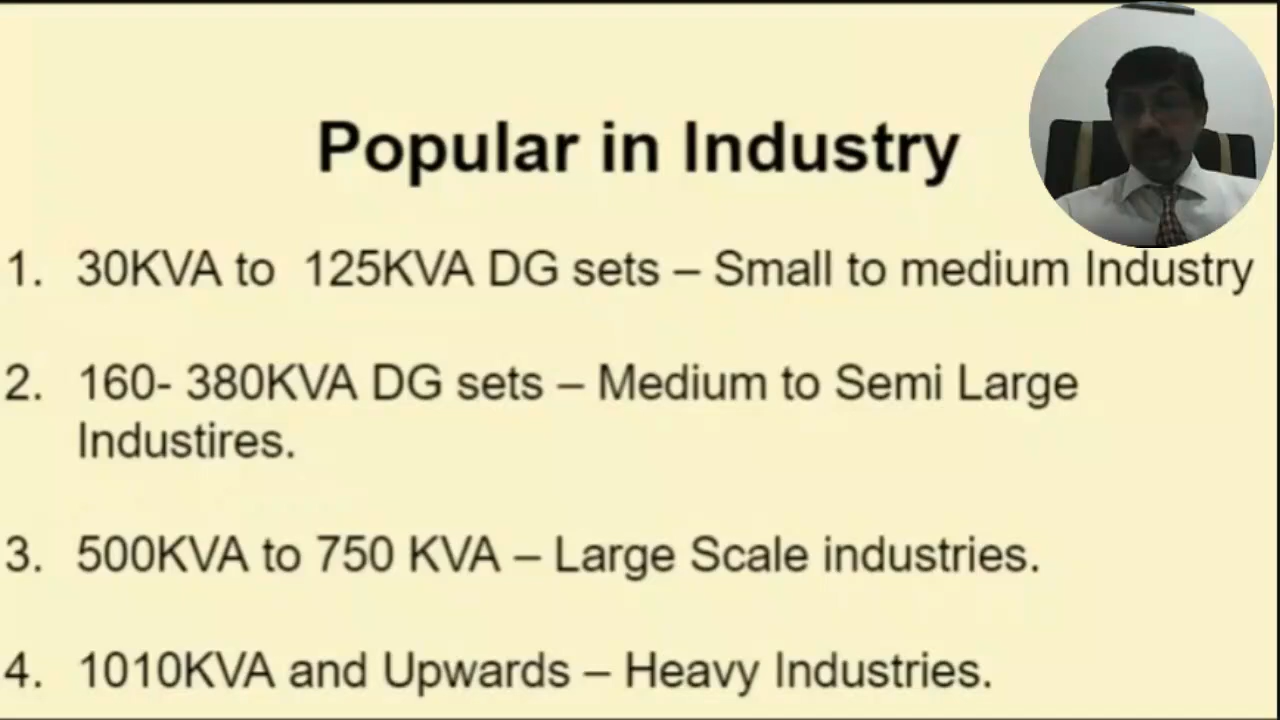 Popular in Industry
1. 30KVA to 125KVA DG sets – Small to medium Industry
2. 160- 380KVA DG sets – Medium to Semi Large
Industires.
3. 500KVA to 750 KVA – Large Scale industries.
4. 1010KVA and Upwards – Heavy Industries.